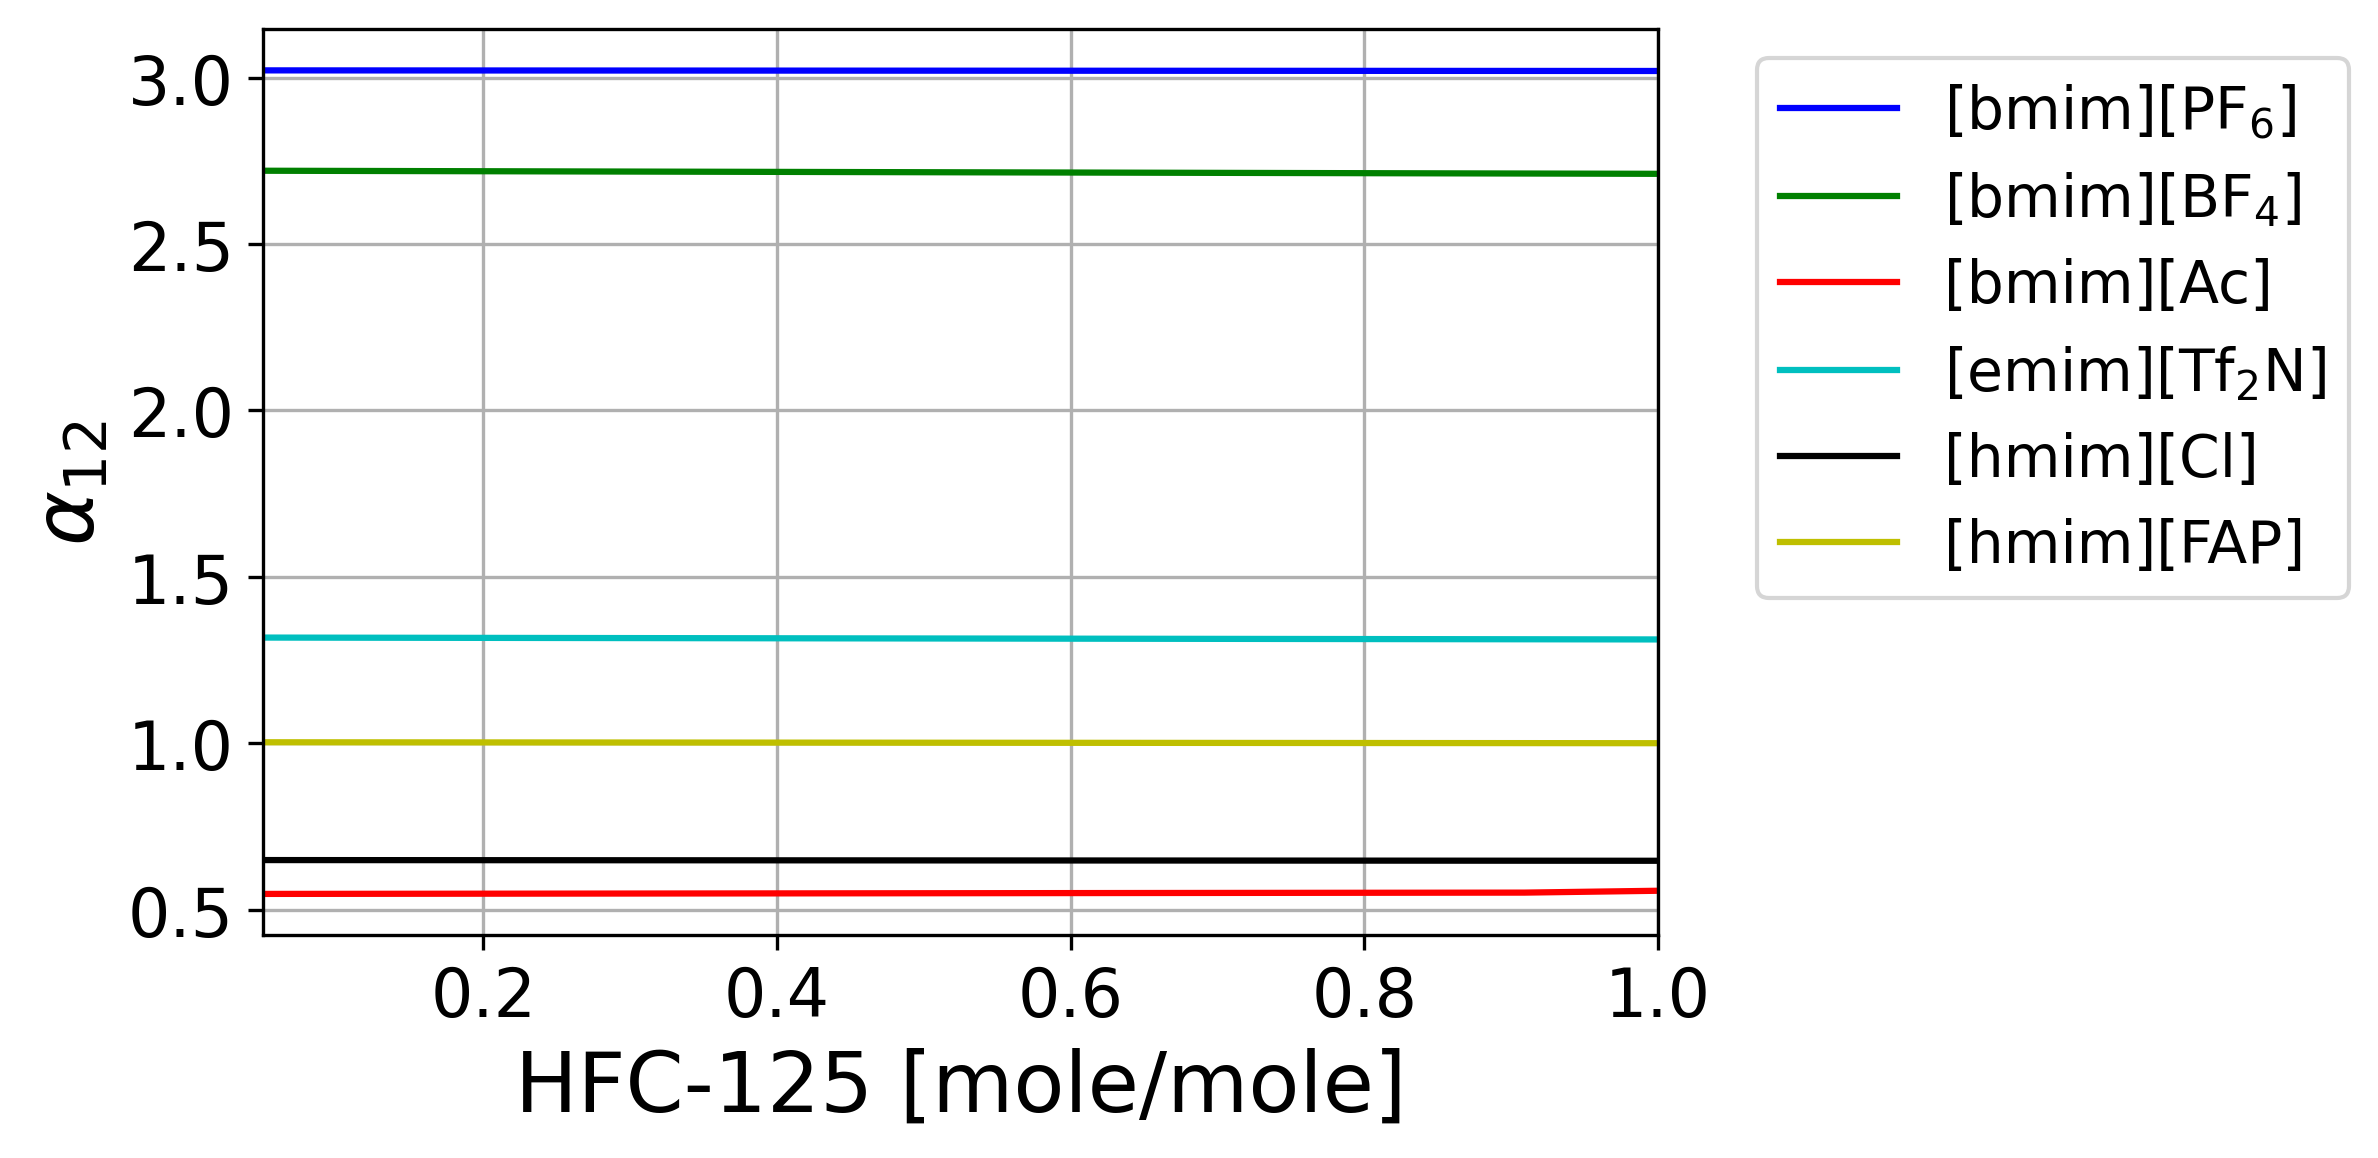 3.0
2.5
2.0
1.5
1.0
0.5
α₁₂
0.2 0.4 0.6 0.8 1.0
HFC-125 [mole/mole]
[bmim][PF₆]
[bmim][BF₄]
[bmim][Ac]
[emim][Tf₂N]
[hmim][Cl]
[hmim][FAP]